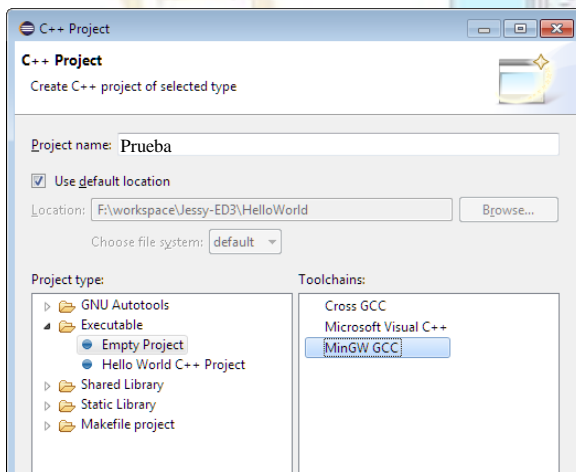 C++ Project
C++ Project
Create C++ project of selected type
Project name: Prueba
Use default location
Location: F:\workspace\Jessy-ED3\HelloWorld Browse...
Choose file system: default
Project type: Toolchains:
GNU Autotools Cross GCC
Executable Microsoft Visual C++
Empty Project MinGW GCC
Hello World C++ Project
Shared Library
Static Library
Makefile project